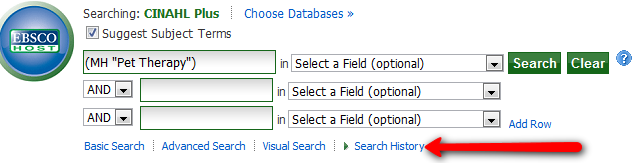 Searching: CINAHL Plus | Choose Databases »
Suggest Subject Terms
EBSCO HOST
(MH "Pet Therapy") in Select a Field (optional) Search Clear ?
AND in Select a Field (optional)
AND in Select a Field (optional) Add Row
Basic Search | Advanced Search | Visual Search | Search History